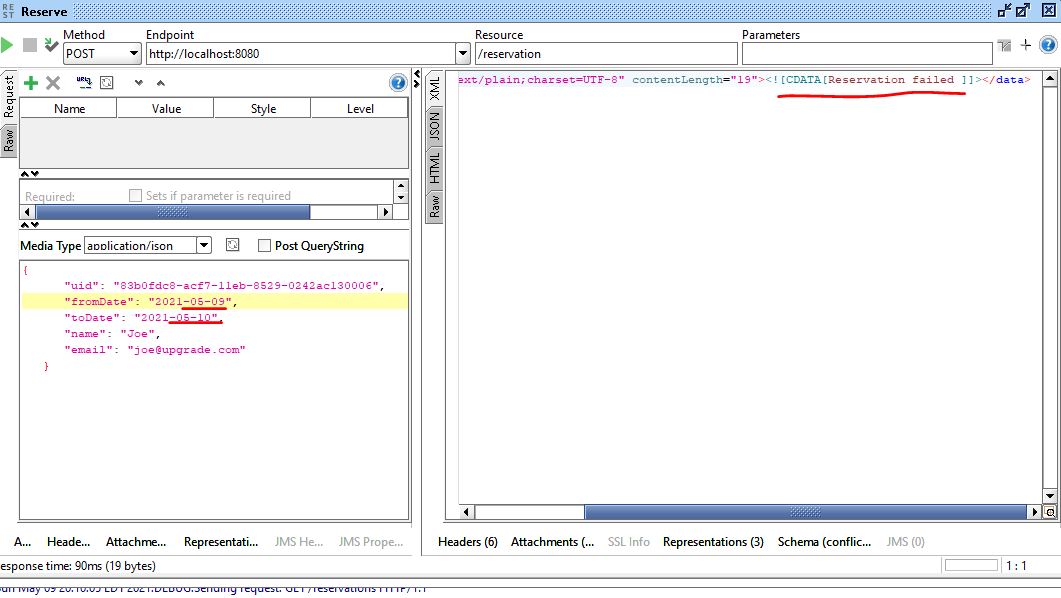 RE
ST
Reserve
Method
Endpoint
Resource
Parameters
POST
http://localhost:8080
/reservation
Request
Raw
Name Value Style Level
Required:
Sets if parameter is required
Media Type application/json
Post QueryString
{
"uid": "83b0fdc8-acf7-11eb-8529-0242ac130006",
"fromDate": "2021-05-09",
"toDate": "2021-05-10",
"name": "Joe",
"email": "joe@upgrade.com"
}
XML
JSON
HTML
Raw
ext/plain;charset=UTF-8" contentLength="19"><![CDATA[Reservation failed ]]></data>
A... Heade... Attachme... Representati... JMS He... JMS Prope...
Headers (6) Attachments (... SSL Info Representations (3) Schema (conflic... JMS (0)
esponse time: 90ms (19 bytes)
1 : 1
Sun May 09 20:10:05 EDT 2021:DEBUG:Sending request: GET /reservations HTTP/1.1